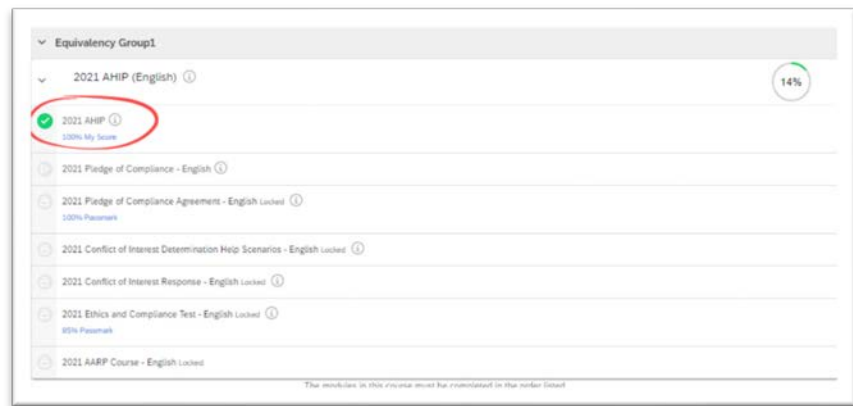 Equivalency Group1
2021 AHIP (English)
14%
2021 AHIP
100% My Score
2021 Pledge of Compliance - English
2021 Pledge of Compliance Agreement - English Locked
100% Passmark
2021 Conflict of Interest Determination Help Scenarios - English Locked
2021 Conflict of Interest Response - English Locked
2021 Ethics and Compliance Test - English Locked
85% Passmark
2021 AARP Course - English Locked
The modules in this course must be completed in the order listed